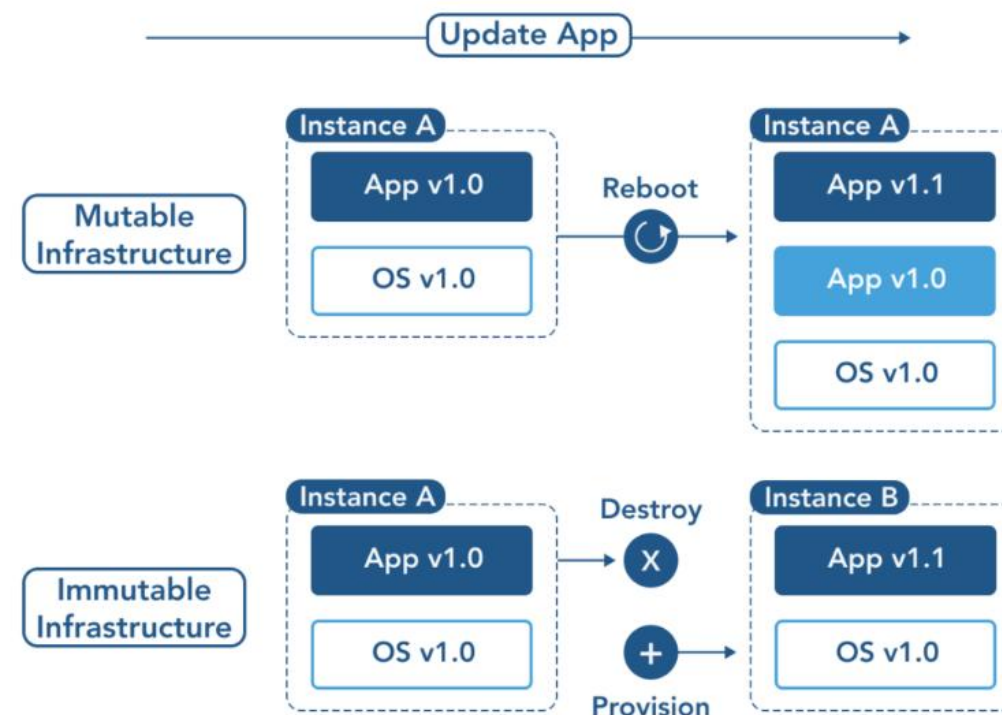 Update App
Instance A
Instance A
App v1.0
Reboot
App v1.1
Mutable
Infrastructure
OS v1.0
App v1.0
OS v1.0
Instance A
Destroy
Instance B
App v1.0
X
App v1.1
Immutable
Infrastructure
OS v1.0
+
OS v1.0
Provision